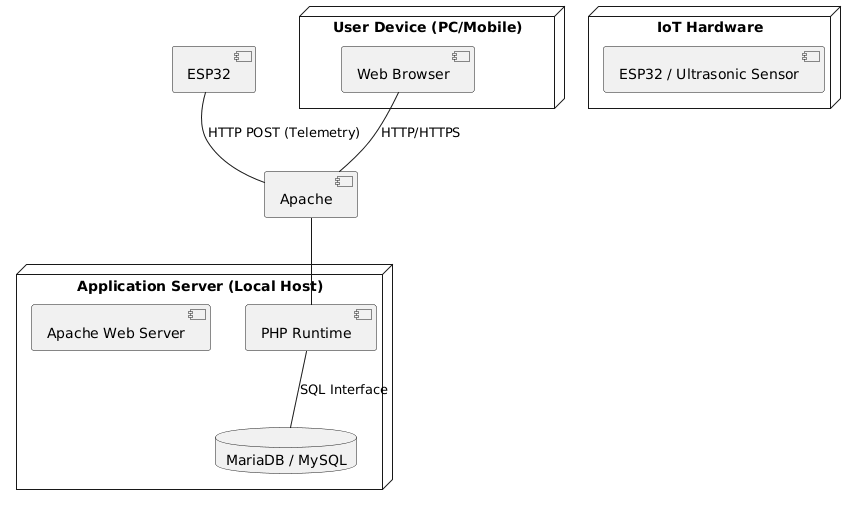 User Device (PC/Mobile)
IoT Hardware
ESP32
Web Browser
ESP32 / Ultrasonic Sensor
HTTP POST (Telemetry)
HTTP/HTTPS
Apache
Application Server (Local Host)
Apache Web Server
PHP Runtime
SQL Interface
MariaDB / MySQL